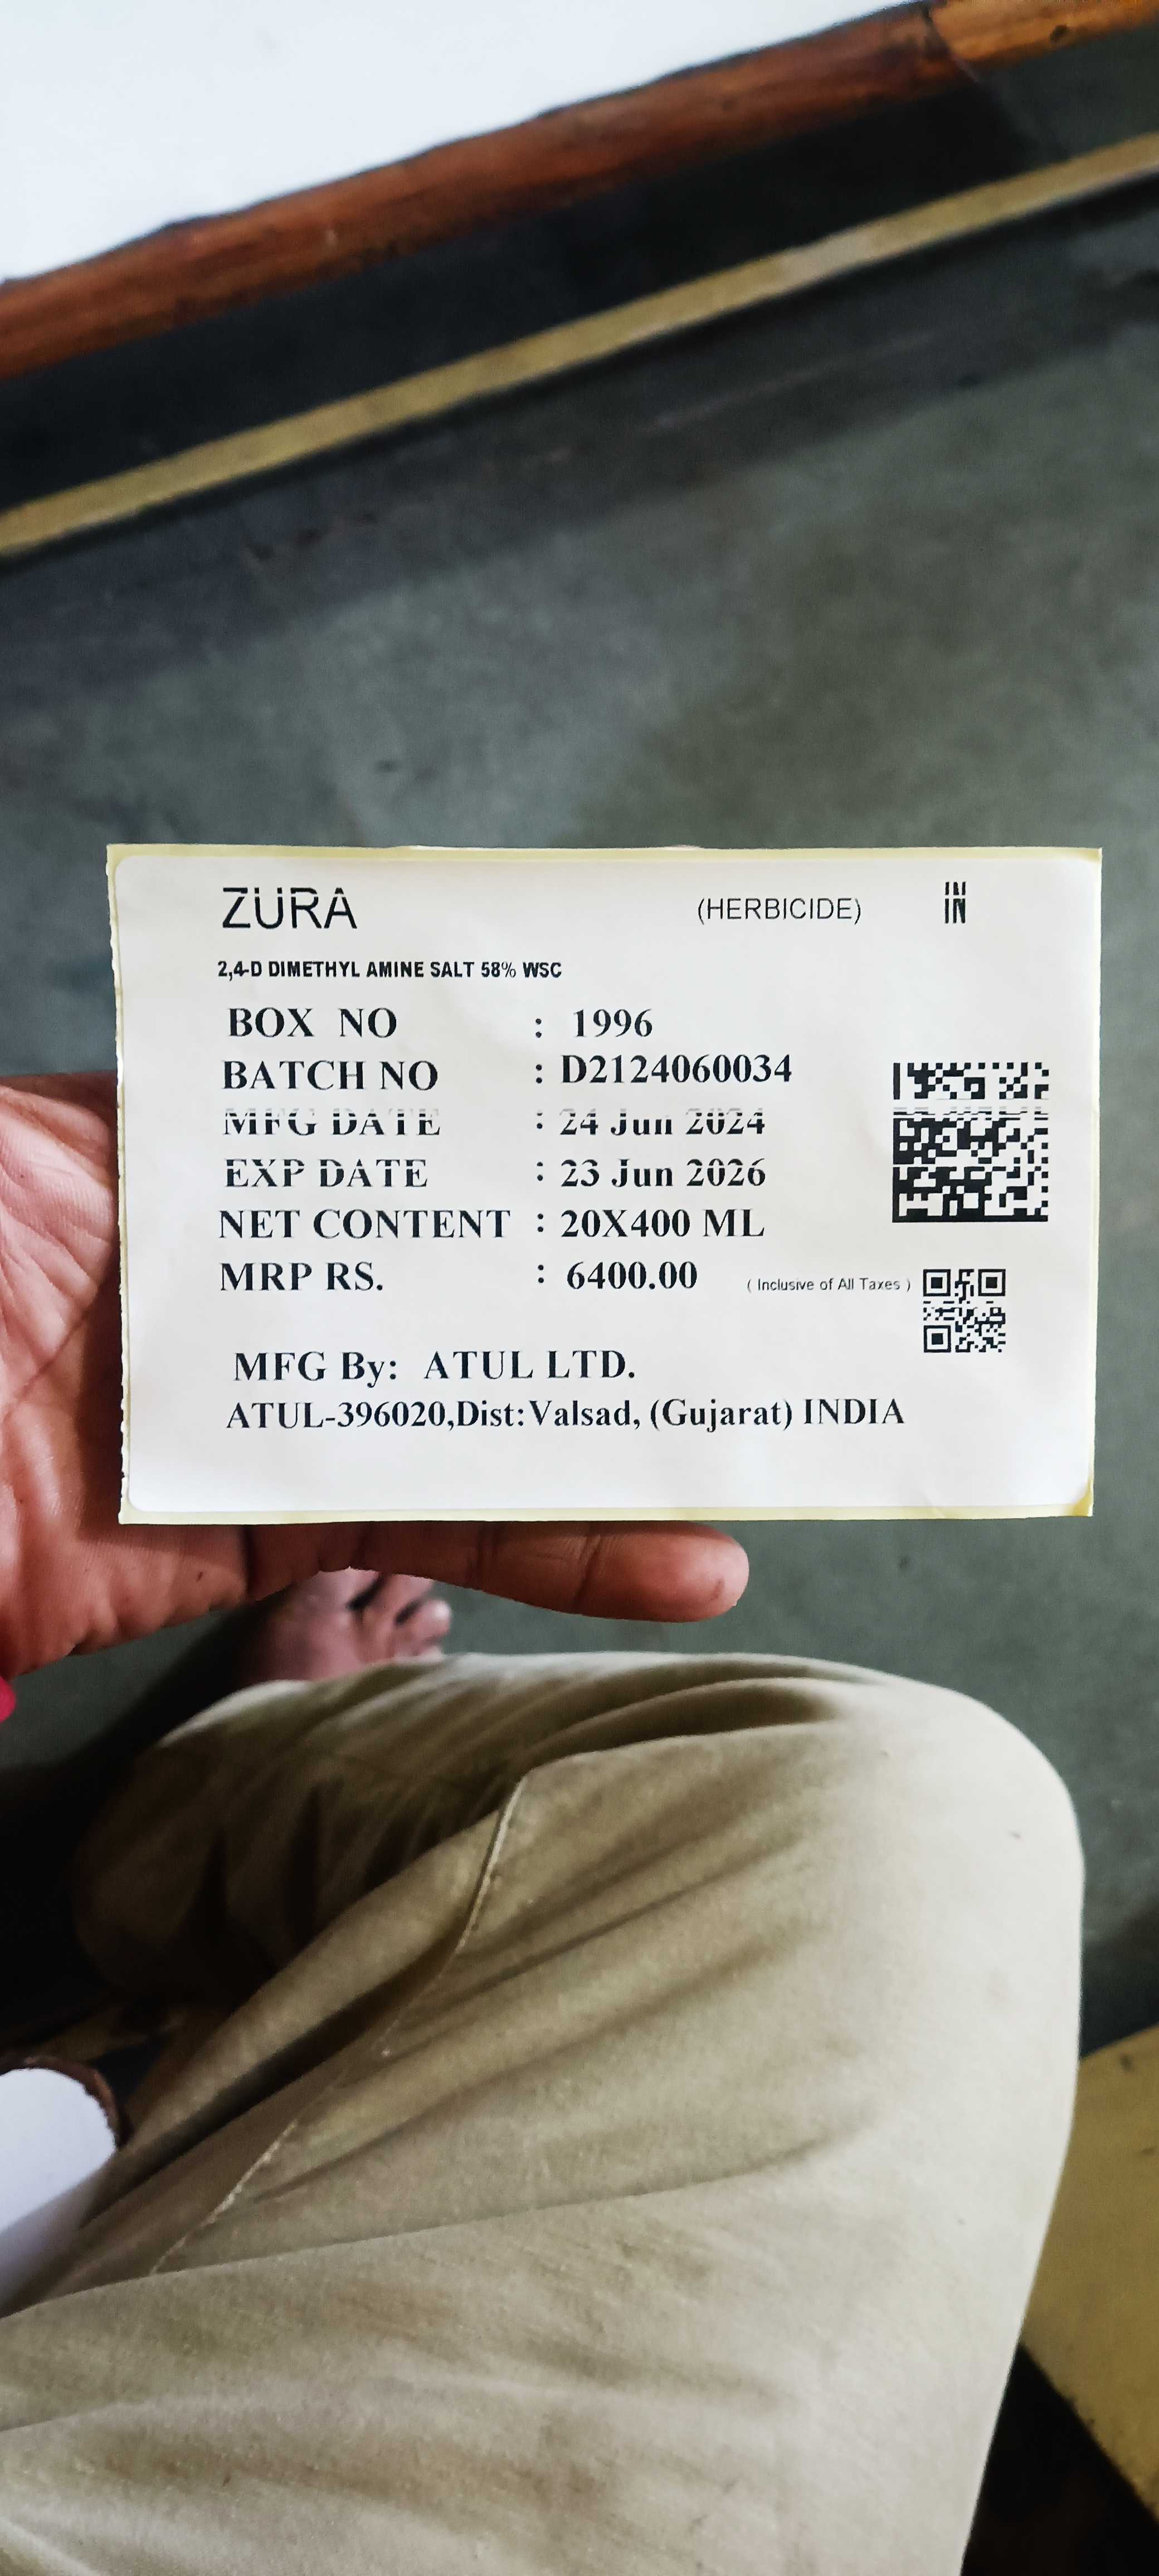 ZURA (HERBICIDE) IN
2,4-D DIMETHYL AMINE SALT 58% WSC
BOX NO : 1996
BATCH NO : D2124060034
MFG DATE : 24 Jun 2024
EXP DATE : 23 Jun 2026
NET CONTENT : 20X400 ML
MRP RS. : 6400.00 ( Inclusive of All Taxes )
MFG By: ATUL LTD.
ATUL-396020,Dist:Valsad, (Gujarat) INDIA